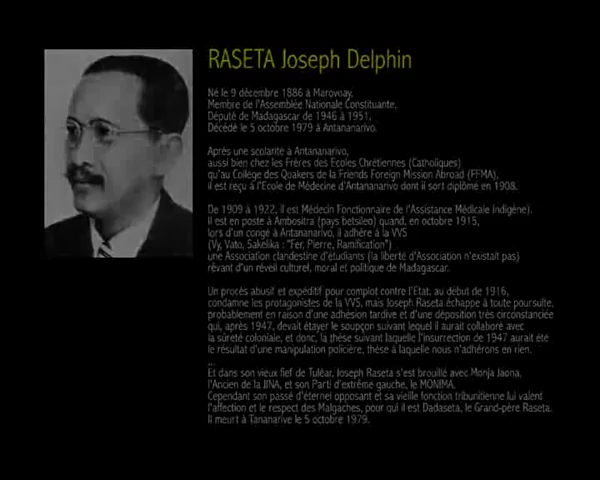 RASETA Joseph Delphin
Né le 9 décembre 1886 à Marovoay,
Membre de l'Assemblée Nationale Constituante,
Député de Madagascar de 1946 à 1951,
Décédé le 5 octobre 1979 à Antananarivo.
Après une scolarité à Antananarivo,
aussi bien chez les Frères des Ecoles Chrétiennes (Catholiques)
qu'au Collège des Quakers de la Friends Foreign Mission Abroad (FFMA),
il est reçu à l'Ecole de Médecine d'Antananarivo dont il sort diplômé en 1908.
De 1909 à 1922, il est Médecin Fonctionnaire de l'Assistance Médicale Indigène).
Il est en poste à Ambositra (pays betsileo) quand, en octobre 1915,
lors d'un congé à Antananarivo, il adhère à la VVS
(Vy, Vato, Sakelika : "Fer, Pierre, Ramification")
une Association clandestine d'étudiants (la liberté d'Association n'existait pas)
rêvant d'un réveil culturel, moral et politique de Madagascar.
Un procès abusif et expéditif pour complot contre l'Etat, au début de 1916,
condamne les protagonistes de la VVS, mais Joseph Raseta échappe à toute poursuite,
probablement en raison d'une adhésion tardive et d'une déposition très circonstanciée
qui, après 1947, devait étayer le soupçon suivant lequel il aurait collaboré avec
la sûreté coloniale, et donc, la thèse suivant laquelle l'insurrection de 1947 aurait été
le résultat d'une manipulation policière, thèse à laquelle nous n'adhérons en rien.
...
Et dans son vieux fief de Tuléar, Joseph Raseta s'est brouillé avec Monja Jaona,
l'Ancien de la JINA, et son Parti d'extrême gauche, le MONIMA.
Cependant son passé d'éternel opposant et sa vieille fonction tribunitienne lui valent
l'affection et le respect des Malgaches, pour qui il est Dadaseta, le Grand-père Raseta.
Il meurt à Tananarive le 5 octobre 1979.